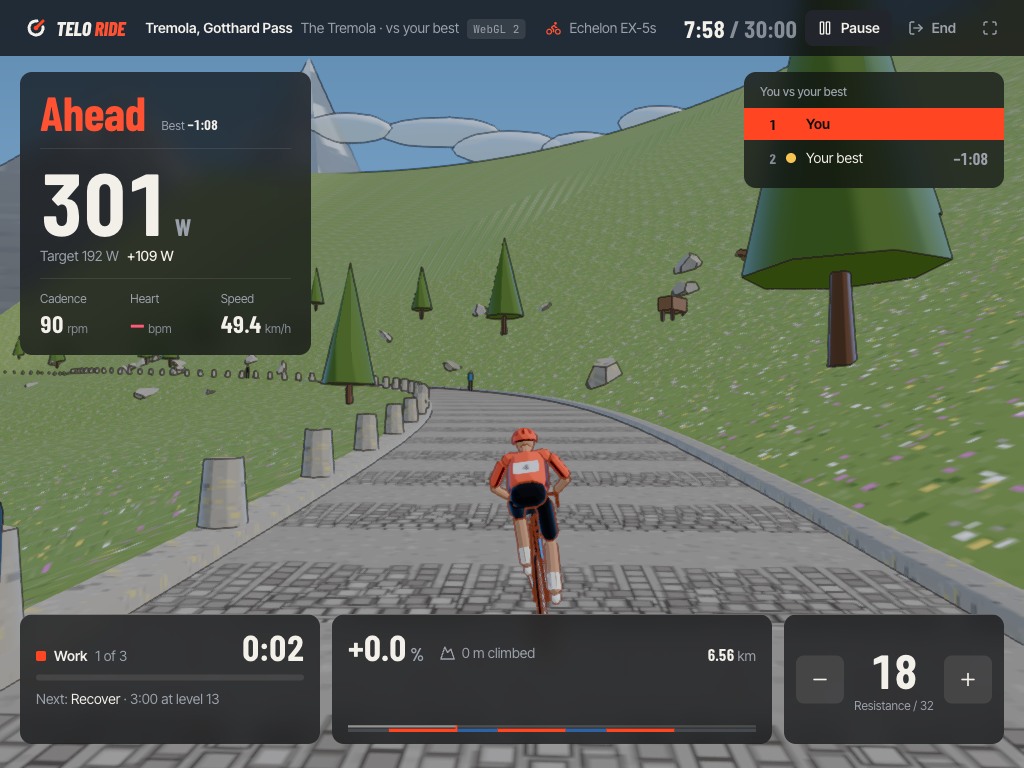 TELO RIDE
Tremola, Gotthard Pass The Tremola · vs your best WebGL 2 Echelon EX-5s 7:58 / 30:00 Pause End
Ahead Best −1:08
301 W
Target 192 W +109 W
Cadence Heart Speed
90 rpm – bpm 49.4 km/h
You vs your best
1 You
2 Your best −1:08
4
Work 1 of 3 0:02
Next: Recover · 3:00 at level 13
+0.0 % 0 m climbed 6.56 km
− 18 +
Resistance / 32